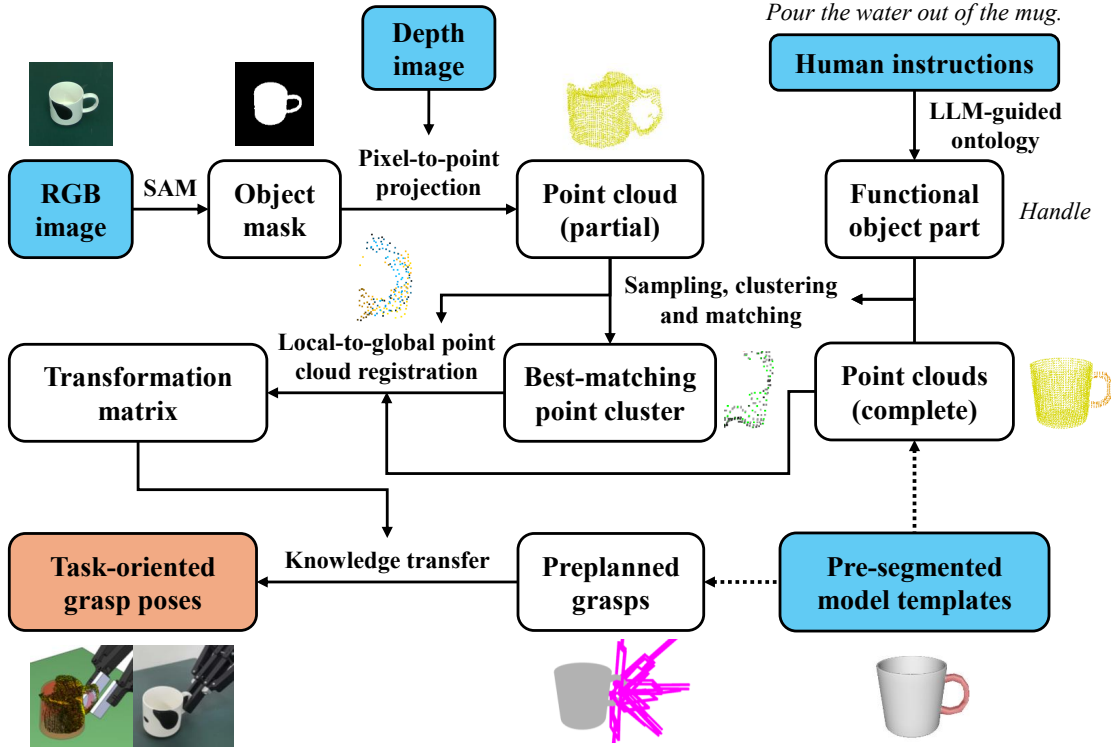 Pour the water out of the mug.
Depth
image
Human instructions
LLM-guided
ontology
RGB
image
SAM
Object
mask
Pixel-to-point
projection
Point cloud
(partial)
Functional
object part
Handle
Sampling, clustering
and matching
Transformation
matrix
Local-to-global point
cloud registration
Best-matching
point cluster
Point clouds
(complete)
Task-oriented
grasp poses
Knowledge transfer
Preplanned
grasps
Pre-segmented
model templates